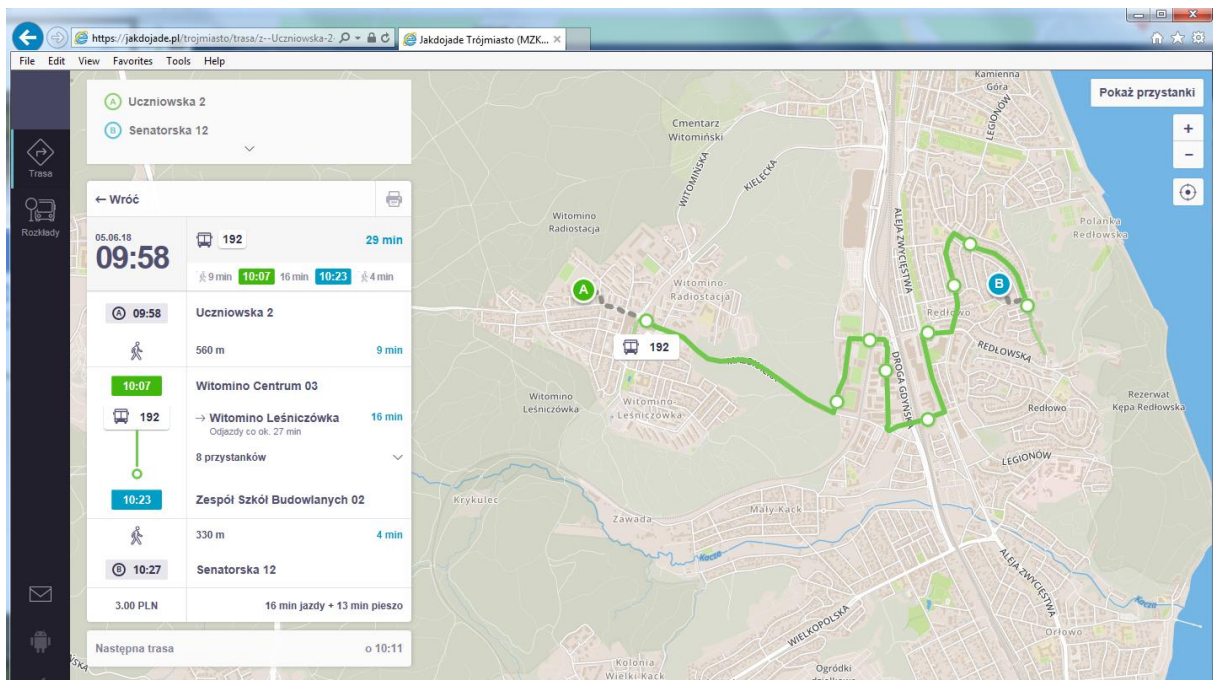 https://jakdojade.pl/trojmiasto/trasa/z--Uczniowska-2-
Jakdojade Trójmiasto (MZK...
File Edit View Favorites Tools Help
Trasa
Rozkłady
A Uczniowska 2
B Senatorska 12
← Wróć
05.06.18
09:58
192 29 min
9 min 10:07 16 min 10:23 4 min
A 09:58 Uczniowska 2
560 m 9 min
10:07 Witomino Centrum 03
192 → Witomino Leśniczówka 16 min
Odjazdy co ok. 27 min
8 przystanków
10:23 Zespół Szkół Budowlanych 02
330 m 4 min
B 10:27 Senatorska 12
3.00 PLN 16 min jazdy + 13 min pieszo
Następna trasa o 10:11
Pokaż przystanki
+
−
Kamienna
Góra
LEGIONÓW
Cmentarz
Witomiński
WITOMIŃSKA
KIELECKA
Witomino
Radiostacja
Polanka
Redłowska
ALEJA ZWYCIĘSTWA
A
Witomino-
Radiostacja
B
Redłowo
192
REDŁOWSKA
DROGA GDYŃSKA
Witomino
Leśniczówka
Witomino-
Leśniczówka
Redłowo
Rezerwat
Kępa Redłowska
LEGIONÓW
Krykulec
Zawada
Mały Kack
Kacza
ALEJA ZWYCIĘSTWA
Kacza
WIELKOPOLSKA
Orłowo
Kolonia
Wielki Kack
Ogródki